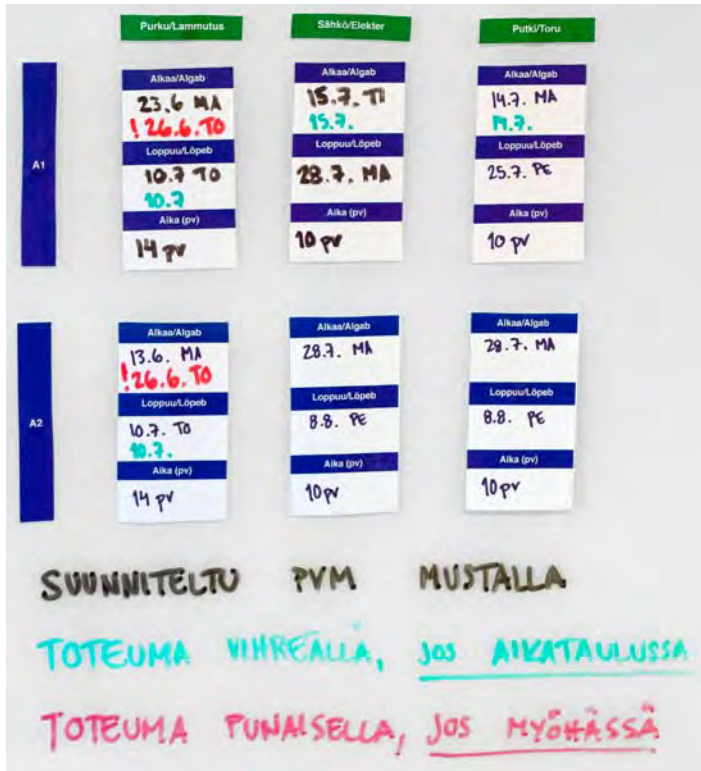 Purku/Lammutus Sähkö/Elekter Putki/Toru
A1
Alkaa/Algab Alkaa/Algab Alkaa/Algab
23.6 MA 15.7. TI 14.7. MA
! 26.6. TO 15.7. 14.7.
Loppuu/Lõpeb Loppuu/Lõpeb Loppuu/Lõpeb
10.7 TO 28.7. MA 25.7. PE
10.7
Aika (pv) Aika (pv) Aika (pv)
14 pv 10 pv 10 pv
A2
Alkaa/Algab Alkaa/Algab Alkaa/Algab
13.6. MA 28.7. MA 28.7. MA
! 26.6. TO
Loppuu/Lõpeb Loppuu/Lõpeb Loppuu/Lõpeb
10.7. TO 8.8. PE 8.8. PE
10.7.
Aika (pv) Aika (pv) Aika (pv)
14 pv 10pv 10pv
SUUNNITELTU PVM MUSTALLA
TOTEUMA VIHREÄLLÄ, JOS AIKATAULUSSA
TOTEUMA PUNAISELLA, JOS MYÖHÄSSÄ